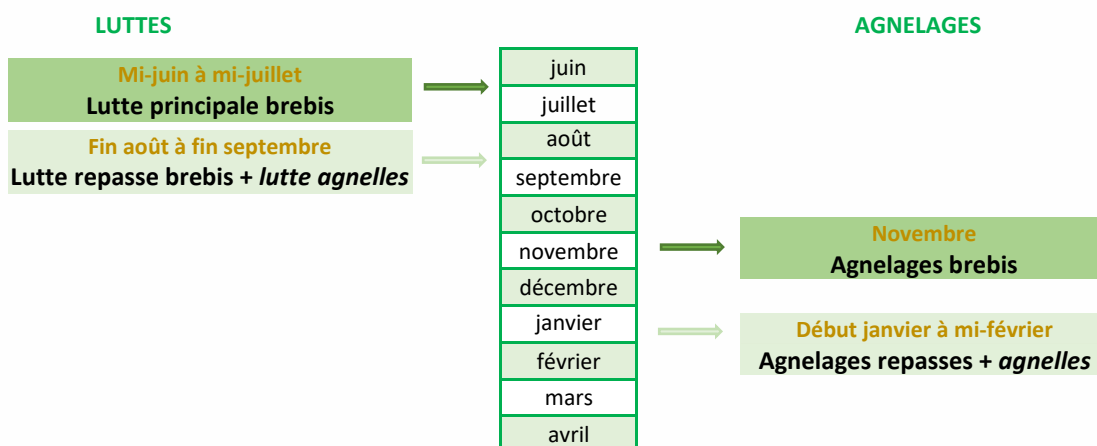 LUTTES
Mi-juin à mi-juillet
Lutte principale brebis
Fin août à fin septembre
Lutte repasse brebis + lutte agnelles
juin
juillet
août
septembre
octobre
novembre
décembre
janvier
février
mars
avril
AGNELAGES
Novembre
Agnelages brebis
Début janvier à mi-février
Agnelages repasses + agnelles